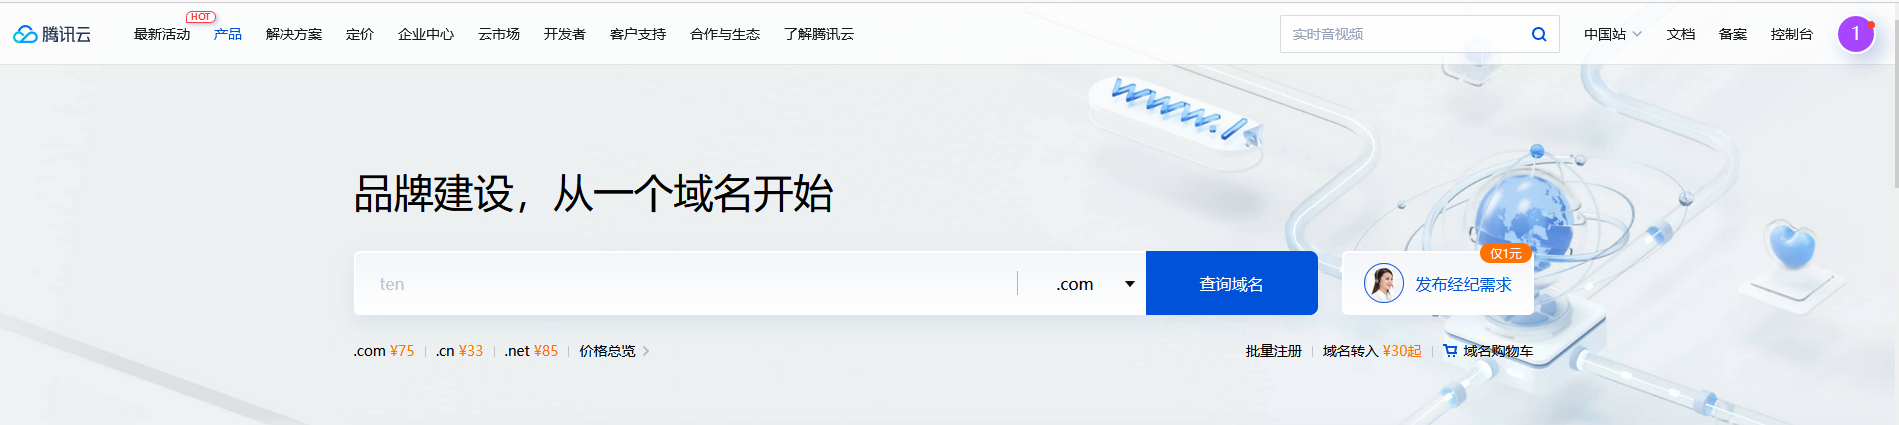 腾讯云 最新活动 HOT 产品 解决方案 定价 企业中心 云市场 开发者 客户支持 合作与生态 了解腾讯云 实时音视频 中国站 文档 备案 控制台 1
www.
品牌建设，从一个域名开始
仅1元
ten .com 查询域名 发布经纪需求
.com ¥75 .cn ¥33 .net ¥85 价格总览 批量注册 域名转入 ¥30起 域名购物车